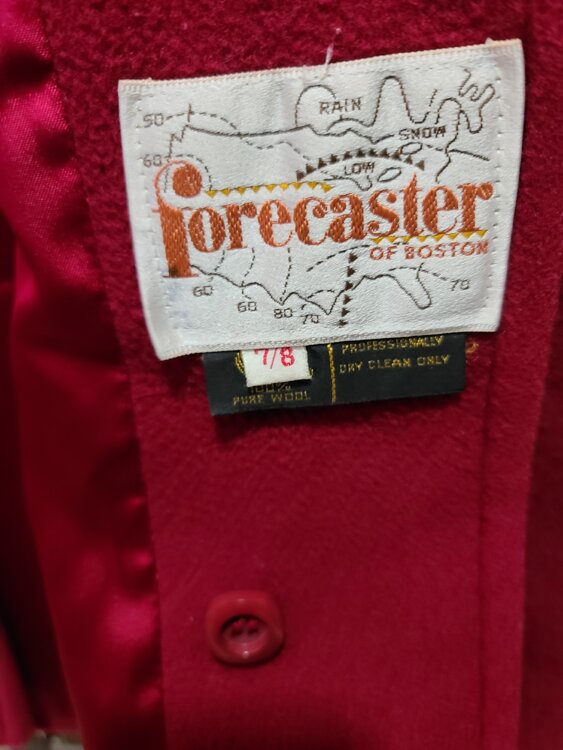 RAIN
50
SNOW
60
LOW
forecaster
OF BOSTON
60
60
80
70
70
7/8
PROFESSIONALLY
DRY CLEAN ONLY
100%
PURE WOOL